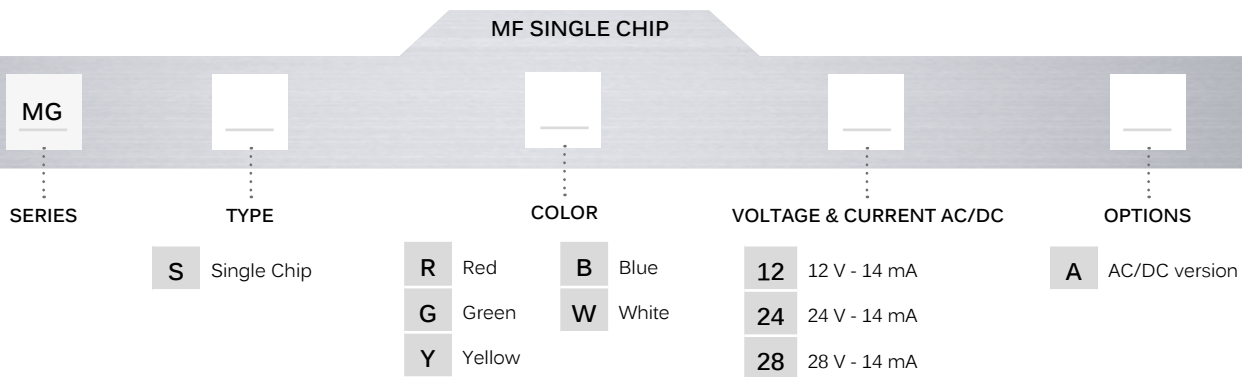 MF SINGLE CHIP
MG
SERIES
TYPE
COLOR
VOLTAGE & CURRENT AC/DC
OPTIONS
S Single Chip
R Red
G Green
Y Yellow
B Blue
W White
12 12 V - 14 mA
24 24 V - 14 mA
28 28 V - 14 mA
A AC/DC version